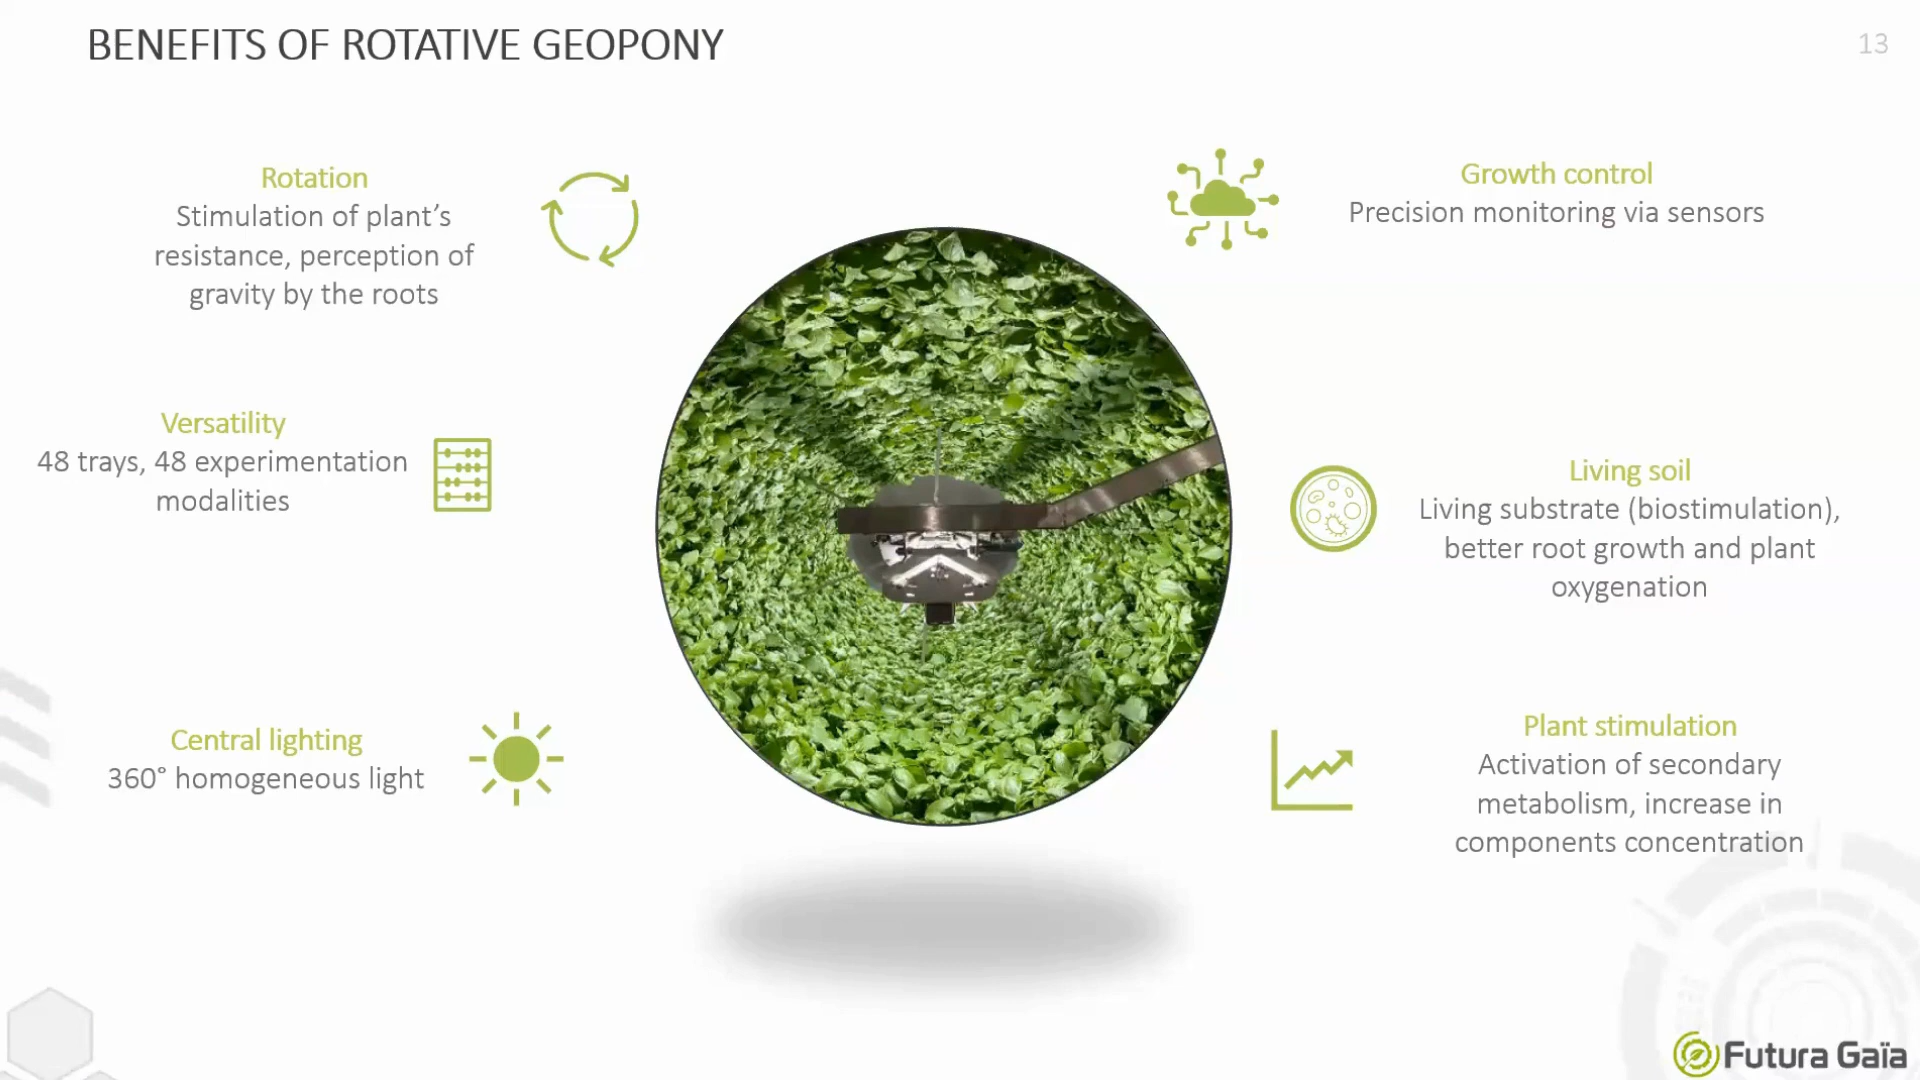 BENEFITS OF ROTATIVE GEOPONY
13
Rotation
Stimulation of plant’s
resistance, perception of
gravity by the roots
Versatility
48 trays, 48 experimentation
modalities
Central lighting
360° homogeneous light
Growth control
Precision monitoring via sensors
Living soil
Living substrate (biostimulation),
better root growth and plant
oxygenation
Plant stimulation
Activation of secondary
metabolism, increase in
components concentration
Futura Gaïa